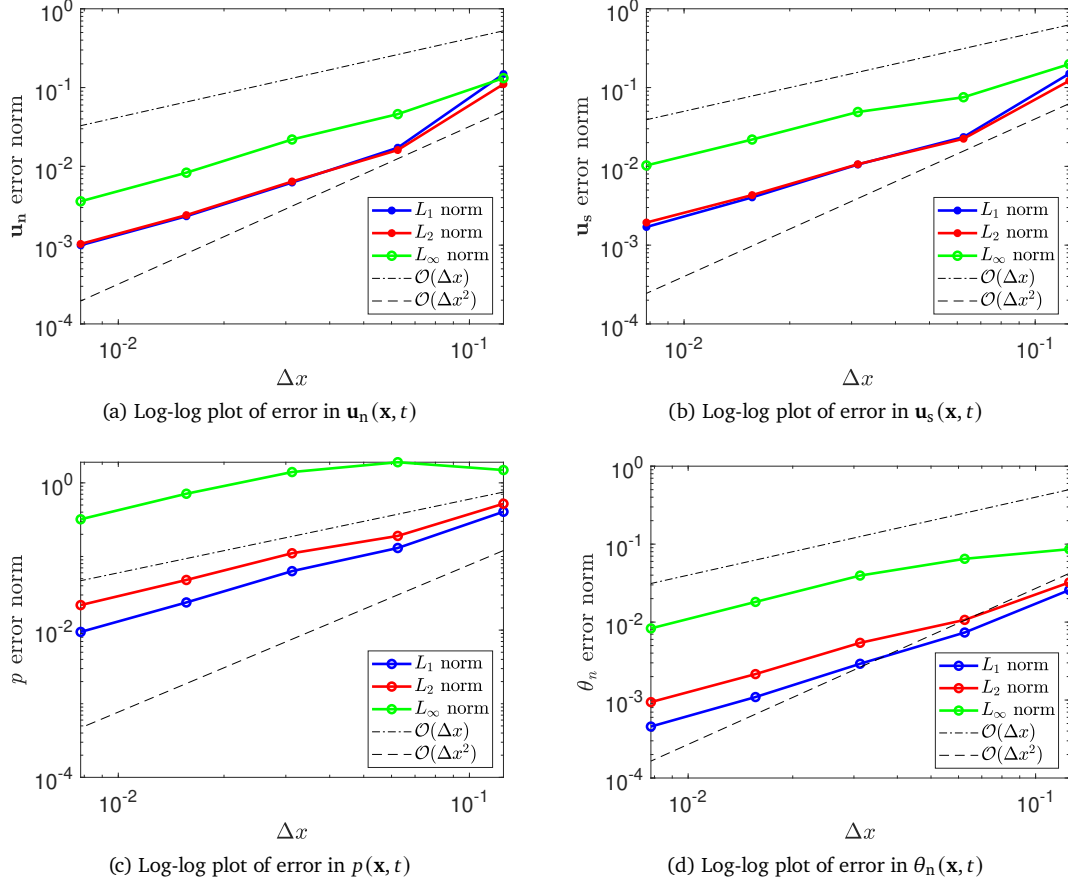 10^0
10^-1
10^-2
10^-3
10^-4
u_n error norm
L_1 norm
L_2 norm
L_∞ norm
O(Δx)
O(Δx^2)
10^-2
10^-1
Δx
(a) Log-log plot of error in u_n(x, t)
10^0
10^-1
10^-2
10^-3
10^-4
u_s error norm
L_1 norm
L_2 norm
L_∞ norm
O(Δx)
O(Δx^2)
10^-2
10^-1
Δx
(b) Log-log plot of error in u_s(x, t)
10^0
10^-2
10^-4
p error norm
L_1 norm
L_2 norm
L_∞ norm
O(Δx)
O(Δx^2)
10^-2
10^-1
Δx
(c) Log-log plot of error in p(x, t)
10^0
10^-1
10^-2
10^-3
10^-4
θ_n error norm
L_1 norm
L_2 norm
L_∞ norm
O(Δx)
O(Δx^2)
10^-2
10^-1
Δx
(d) Log-log plot of error in θ_n(x, t)